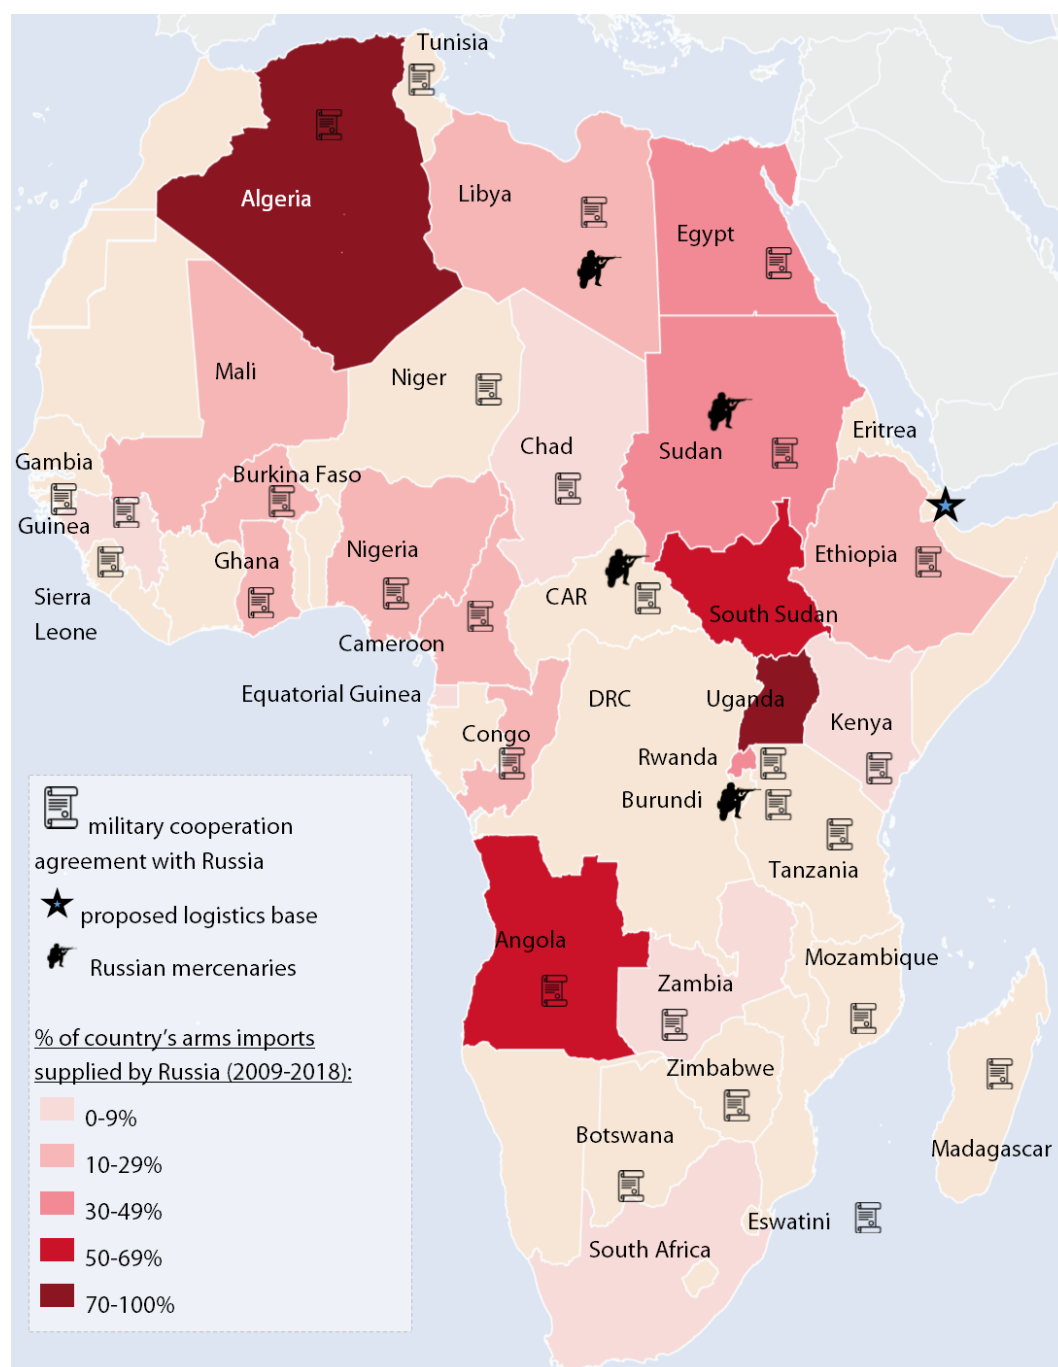 Tunisia
Algeria
Libya
Egypt
Mali
Niger
Chad
Sudan
Eritrea
Gambia
Burkina Faso
Guinea
Ghana
Nigeria
Ethiopia
Sierra
Leone
CAR
South Sudan
Cameroon
Equatorial Guinea
DRC
Uganda
Kenya
Congo
Rwanda
Burundi
Tanzania
Angola
Mozambique
Zambia
Zimbabwe
Botswana
Madagascar
Eswatini
South Africa
military cooperation
agreement with Russia
proposed logistics base
Russian mercenaries
% of country's arms imports
supplied by Russia (2009-2018):
0-9%
10-29%
30-49%
50-69%
70-100%